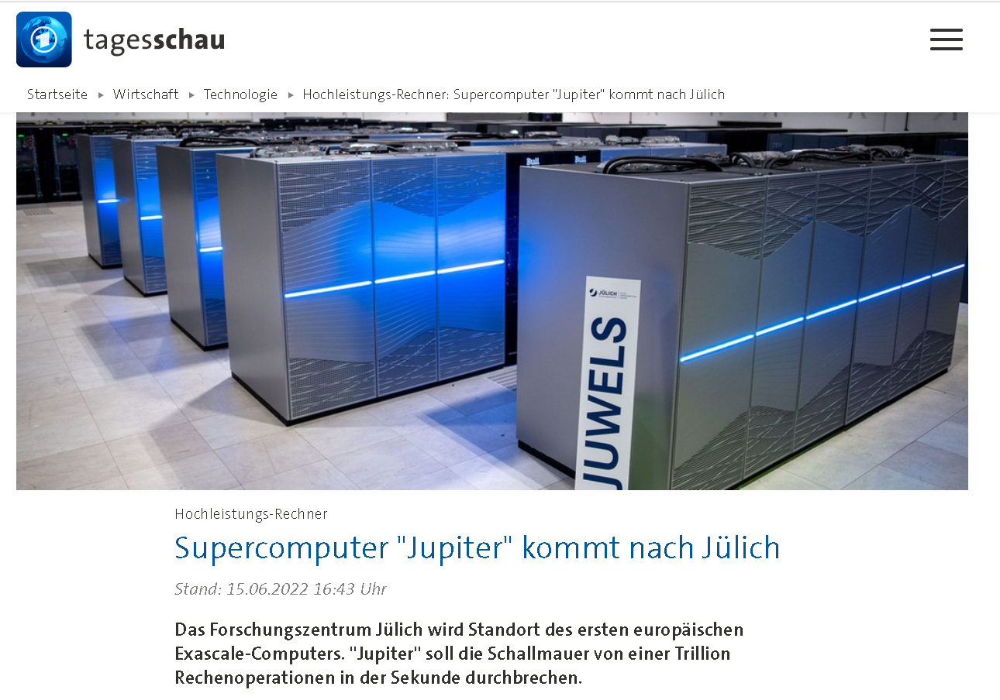 tagesschau
Startseite ▸ Wirtschaft ▸ Technologie ▸ Hochleistungs-Rechner: Supercomputer "Jupiter" kommt nach Jülich
Bull Bull
JÜLICH
JUWELS
Hochleistungs-Rechner
Supercomputer "Jupiter" kommt nach Jülich
Stand: 15.06.2022 16:43 Uhr
Das Forschungszentrum Jülich wird Standort des ersten europäischen
Exascale-Computers. "Jupiter" soll die Schallmauer von einer Trillion
Rechenoperationen in der Sekunde durchbrechen.